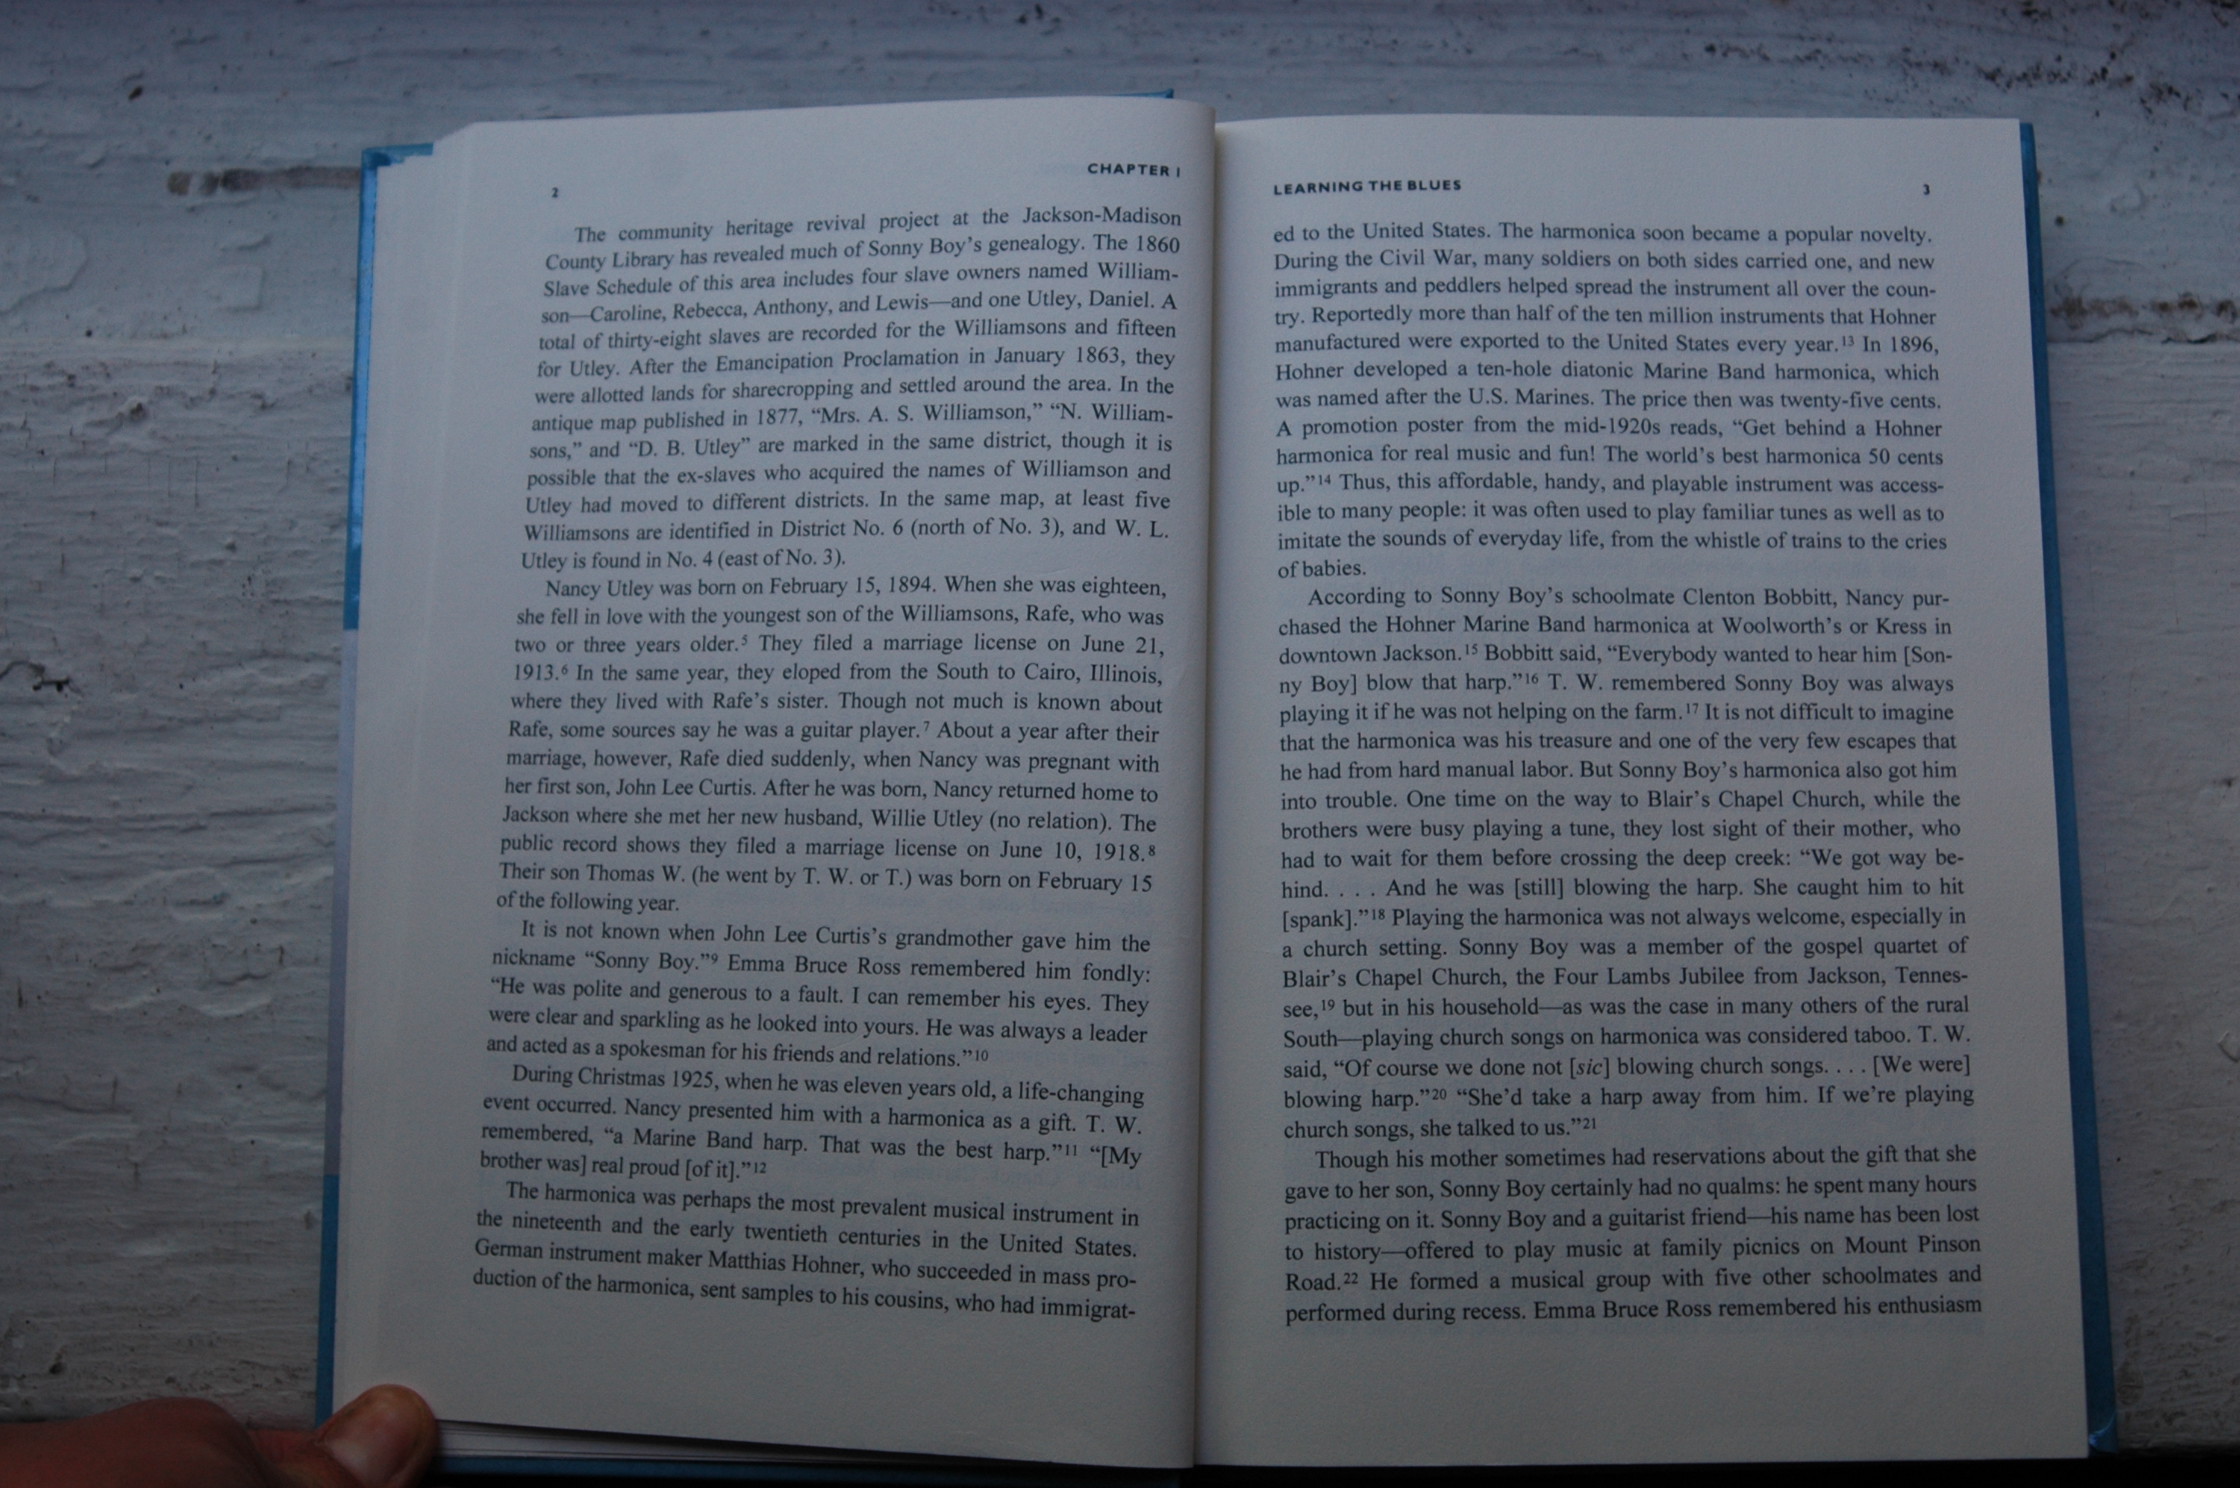 2
CHAPTER 1
The community heritage revival project at the Jackson-Madison
County Library has revealed much of Sonny Boy's genealogy. The 1860
Slave Schedule of this area includes four slave owners named William-
son—Caroline, Rebecca, Anthony, and Lewis—and one Utley, Daniel. A
total of thirty-eight slaves are recorded for the Williamsons and fifteen
for Utley. After the Emancipation Proclamation in January 1863, they
were allotted lands for sharecropping and settled around the area. In the
antique map published in 1877, “Mrs. A. S. Williamson,” “N. William-
sons,” and “D. B. Utley” are marked in the same district, though it is
possible that the ex-slaves who acquired the names of Williamson and
Utley had moved to different districts. In the same map, at least five
Williamsons are identified in District No. 6 (north of No. 3), and W. L.
Utley is found in No. 4 (east of No. 3).
Nancy Utley was born on February 15, 1894. When she was eighteen,
she fell in love with the youngest son of the Williamsons, Rafe, who was
two or three years older.5 They filed a marriage license on June 21,
1913.6 In the same year, they eloped from the South to Cairo, Illinois,
where they lived with Rafe's sister. Though not much is known about
Rafe, some sources say he was a guitar player.7 About a year after their
marriage, however, Rafe died suddenly, when Nancy was pregnant with
her first son, John Lee Curtis. After he was born, Nancy returned home to
Jackson where she met her new husband, Willie Utley (no relation). The
public record shows they filed a marriage license on June 10, 1918.8
Their son Thomas W. (he went by T. W. or T.) was born on February 15
of the following year.
It is not known when John Lee Curtis's grandmother gave him the
nickname “Sonny Boy.”9 Emma Bruce Ross remembered him fondly:
“He was polite and generous to a fault. I can remember his eyes. They
were clear and sparkling as he looked into yours. He was always a leader
and acted as a spokesman for his friends and relations.”10
During Christmas 1925, when he was eleven years old, a life-changing
event occurred. Nancy presented him with a harmonica as a gift. T. W.
remembered, “a Marine Band harp. That was the best harp.”11 “[My
brother was] real proud [of it].”12
The harmonica was perhaps the most prevalent musical instrument in
the nineteenth and the early twentieth centuries in the United States.
German instrument maker Matthias Hohner, who succeeded in mass pro-
duction of the harmonica, sent samples to his cousins, who had immigrat-
LEARNING THE BLUES
3
ed to the United States. The harmonica soon became a popular novelty.
During the Civil War, many soldiers on both sides carried one, and new
immigrants and peddlers helped spread the instrument all over the coun-
try. Reportedly more than half of the ten million instruments that Hohner
manufactured were exported to the United States every year.13 In 1896,
Hohner developed a ten-hole diatonic Marine Band harmonica, which
was named after the U.S. Marines. The price then was twenty-five cents.
A promotion poster from the mid-1920s reads, “Get behind a Hohner
harmonica for real music and fun! The world's best harmonica 50 cents
up.”14 Thus, this affordable, handy, and playable instrument was access-
ible to many people: it was often used to play familiar tunes as well as to
imitate the sounds of everyday life, from the whistle of trains to the cries
of babies.
According to Sonny Boy's schoolmate Clenton Bobbitt, Nancy pur-
chased the Hohner Marine Band harmonica at Woolworth's or Kress in
downtown Jackson.15 Bobbitt said, “Everybody wanted to hear him [Son-
ny Boy] blow that harp.”16 T. W. remembered Sonny Boy was always
playing it if he was not helping on the farm.17 It is not difficult to imagine
that the harmonica was his treasure and one of the very few escapes that
he had from hard manual labor. But Sonny Boy's harmonica also got him
into trouble. One time on the way to Blair's Chapel Church, while the
brothers were busy playing a tune, they lost sight of their mother, who
had to wait for them before crossing the deep creek: “We got way be-
hind. . . . And he was [still] blowing the harp. She caught him to hit
[spank].”18 Playing the harmonica was not always welcome, especially in
a church setting. Sonny Boy was a member of the gospel quartet of
Blair's Chapel Church, the Four Lambs Jubilee from Jackson, Tennes-
see,19 but in his household—as was the case in many others of the rural
South—playing church songs on harmonica was considered taboo. T. W.
said, “Of course we done not [sic] blowing church songs. . . . [We were]
blowing harp.”20 “She'd take a harp away from him. If we're playing
church songs, she talked to us.”21
Though his mother sometimes had reservations about the gift that she
gave to her son, Sonny Boy certainly had no qualms: he spent many hours
practicing on it. Sonny Boy and a guitarist friend—his name has been lost
to history—offered to play music at family picnics on Mount Pinson
Road.22 He formed a musical group with five other schoolmates and
performed during recess. Emma Bruce Ross remembered his enthusiasm